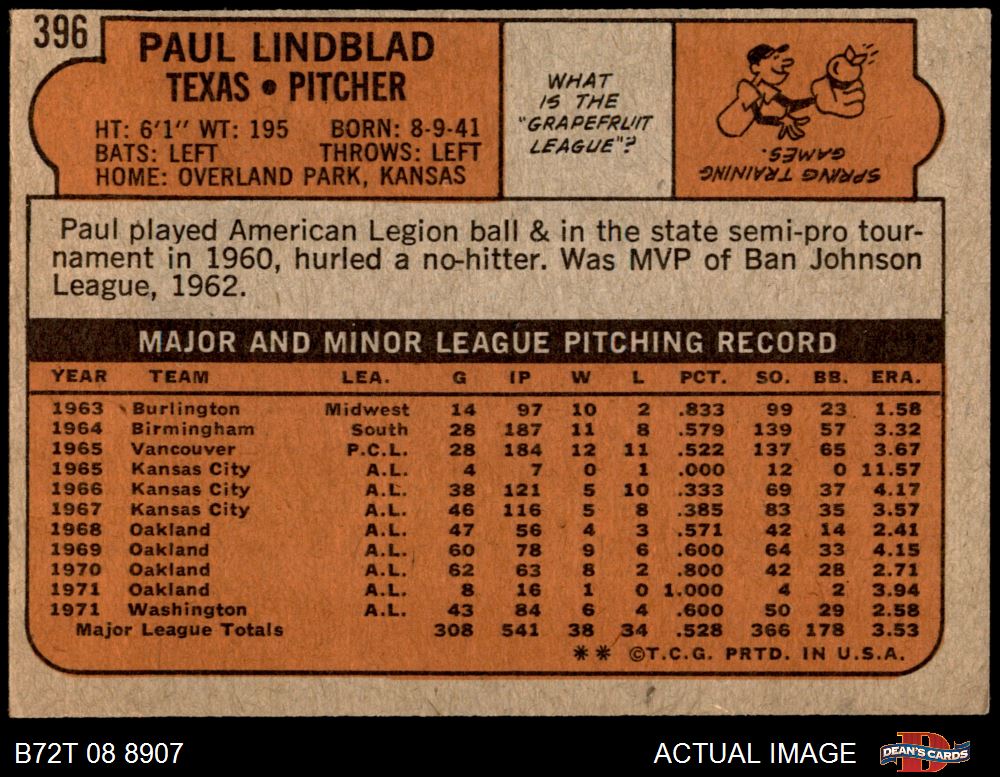 396
PAUL LINDBLAD
TEXAS • PITCHER
HT: 6'1" WT: 195 BORN: 8-9-41
BATS: LEFT THROWS: LEFT
HOME: OVERLAND PARK, KANSAS
WHAT
IS THE
"GRAPEFRUIT
LEAGUE"?
SPRING TRAINING
GAMES.
Paul played American Legion ball & in the state semi-pro tour-
nament in 1960, hurled a no-hitter. Was MVP of Ban Johnson
League, 1962.
MAJOR AND MINOR LEAGUE PITCHING RECORD
YEAR TEAM LEA. G IP W L PCT. SO. BB. ERA.
1963 Burlington Midwest 14 97 10 2 .833 99 23 1.58
1964 Birmingham South 28 187 11 8 .579 139 57 3.32
1965 Vancouver P.C.L. 28 184 12 11 .522 137 65 3.67
1965 Kansas City A.L. 4 7 0 1 .000 12 0 11.57
1966 Kansas City A.L. 38 121 5 10 .333 69 37 4.17
1967 Kansas City A.L. 46 116 5 8 .385 83 35 3.57
1968 Oakland A.L. 47 56 4 3 .571 42 14 2.41
1969 Oakland A.L. 60 78 9 6 .600 64 33 4.15
1970 Oakland A.L. 62 63 8 2 .800 42 28 2.71
1971 Oakland A.L. 8 16 1 0 1.000 4 2 3.94
1971 Washington A.L. 43 84 6 4 .600 50 29 2.58
Major League Totals 308 541 38 34 .528 366 178 3.53
** ©T.C.G. PRTD. IN U.S.A.
B72T 08 8907 ACTUAL IMAGE D DEAN'S CARDS